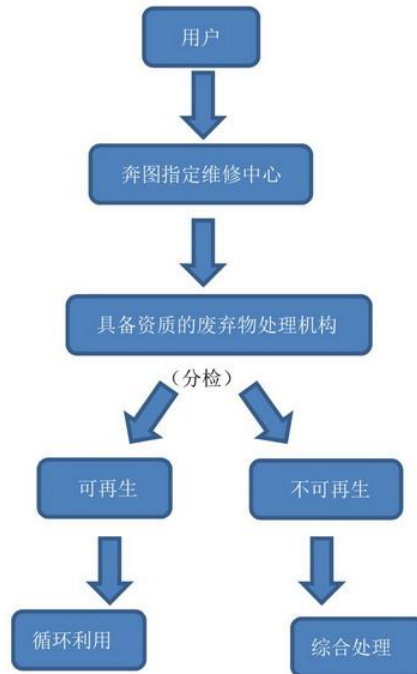 用户
奔图指定维修中心
具备资质的废弃物处理机构
（分检）
可再生
不可再生
循环利用
综合处理